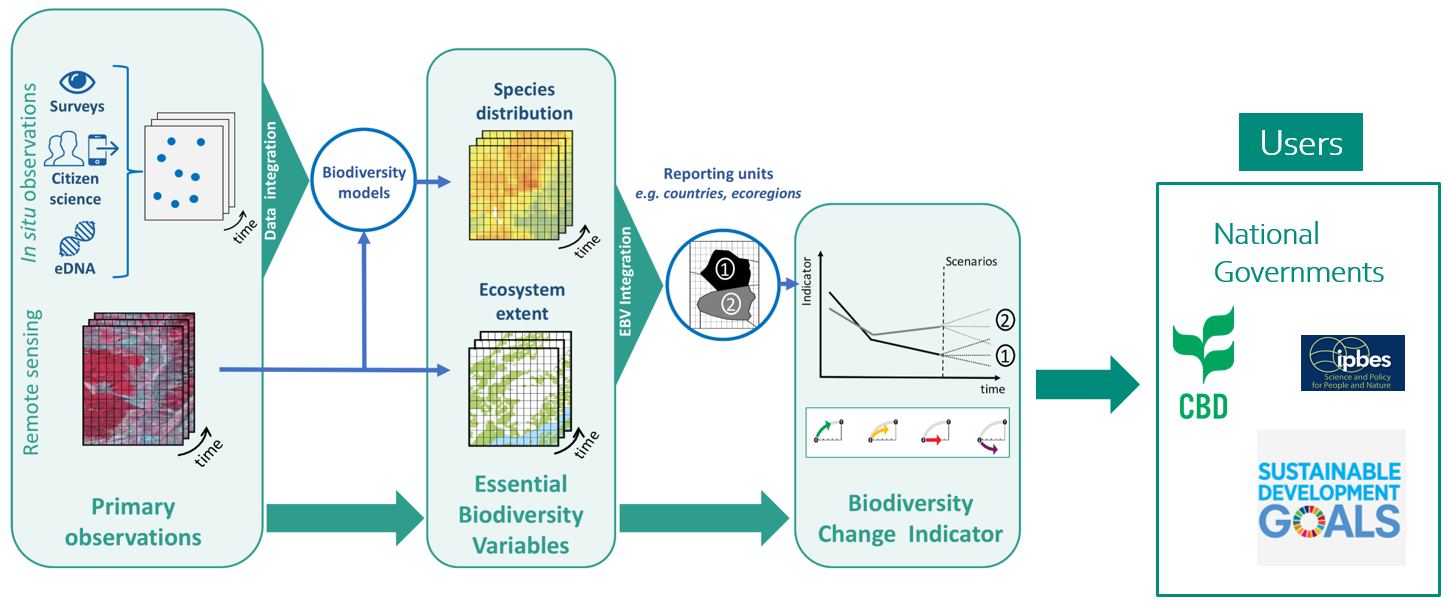 In situ observations
Surveys
Citizen
science
eDNA
time
Remote sensing
time
Primary
observations
Data integration
Biodiversity
models
Species
distribution
time
Ecosystem
extent
time
Essential
Biodiversity
Variables
EBV Integration
Reporting units
e.g. countries, ecoregions
1
2
Indicator
Scenarios
2
1
time
Biodiversity
Change Indicator
Users
National
Governments
CBD
ipbes
Science and Policy
for People and Nature
SUSTAINABLE
DEVELOPMENT
GOALS